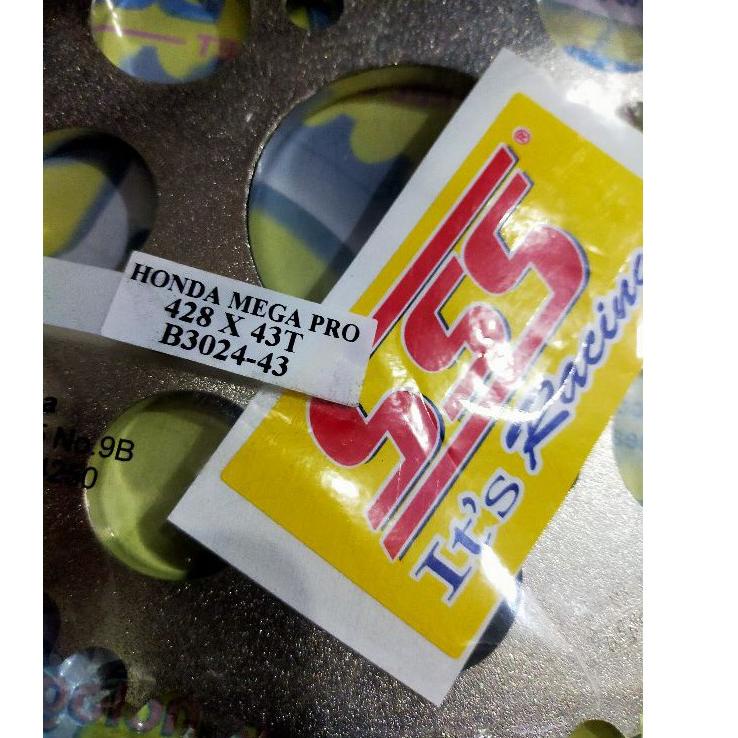 HONDA MEGA PRO
428 X 43T
B3024-43
SSS
®
It's Racing
No.9B